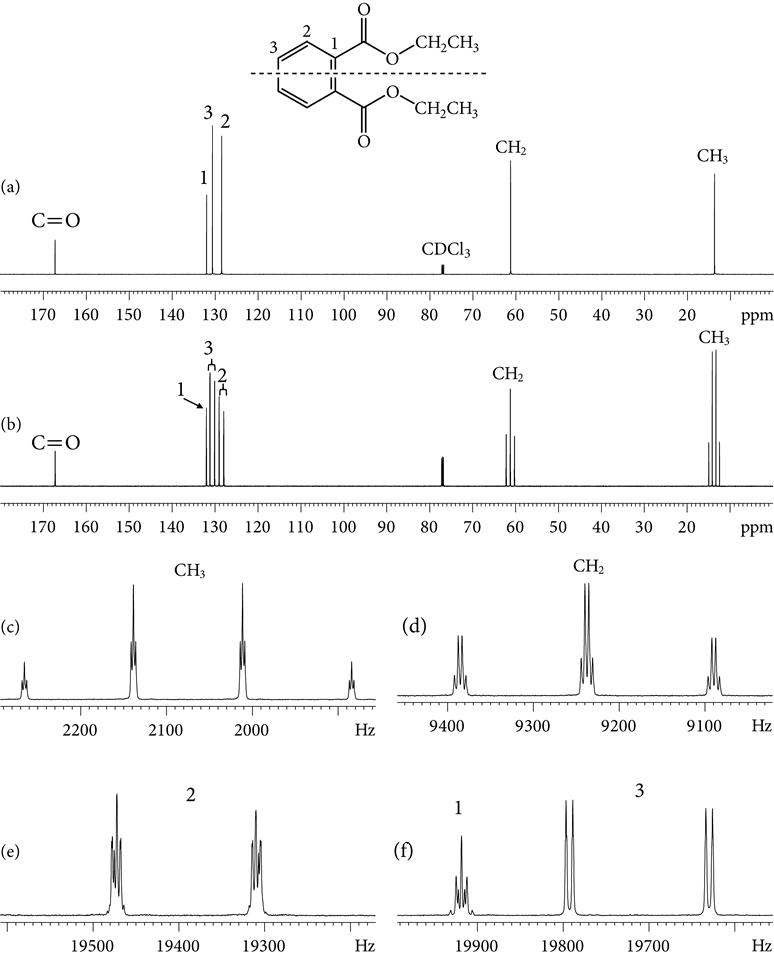 O
2
1
3
O
CH₂CH₃
O
CH₂CH₃
O
3
2
1
(a)
C=O
CDCl₃
CH₂
CH₃
170 160 150 140 130 120 110 100 90 80 70 60 50 40 30 20 ppm
3
2
1
(b)
C=O
CH₂
CH₃
170 160 150 140 130 120 110 100 90 80 70 60 50 40 30 20 ppm
(c)
CH₃
2200 2100 2000 Hz
(d)
CH₂
9400 9300 9200 9100 Hz
(e)
2
19500 19400 19300 Hz
(f)
1
3
19900 19800 19700 Hz